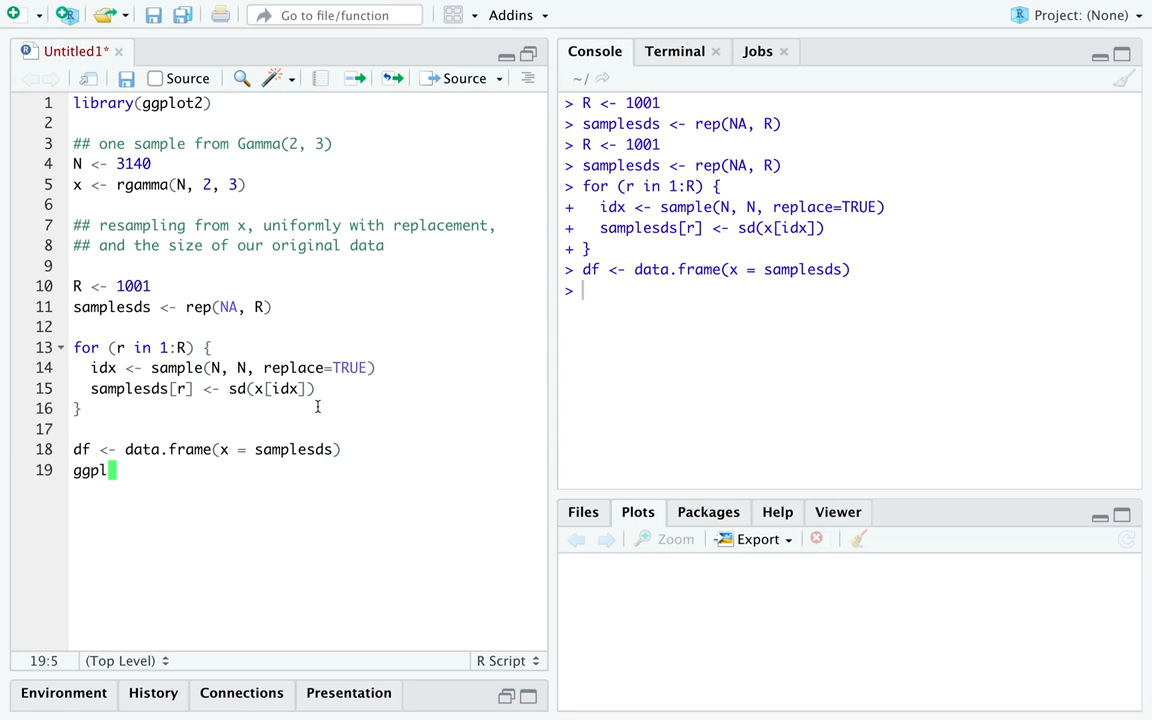 Go to file/function
Addins
Project: (None)
Untitled1*
Source
Source
1 library(ggplot2)
2
3 ## one sample from Gamma(2, 3)
4 N <- 3140
5 x <- rgamma(N, 2, 3)
6
7 ## resampling from x, uniformly with replacement,
8 ## and the size of our original data
9
10 R <- 1001
11 samplesds <- rep(NA, R)
12
13 for (r in 1:R) {
14 idx <- sample(N, N, replace=TRUE)
15 samplesds[r] <- sd(x[idx])
16 }
17
18 df <- data.frame(x = samplesds)
19 ggpl
19:5 (Top Level) R Script
Environment History Connections Presentation
Console Terminal Jobs
~/
> R <- 1001
> samplesds <- rep(NA, R)
> R <- 1001
> samplesds <- rep(NA, R)
> for (r in 1:R) {
+ idx <- sample(N, N, replace=TRUE)
+ samplesds[r] <- sd(x[idx])
+ }
> df <- data.frame(x = samplesds)
>
Files Plots Packages Help Viewer
Zoom Export